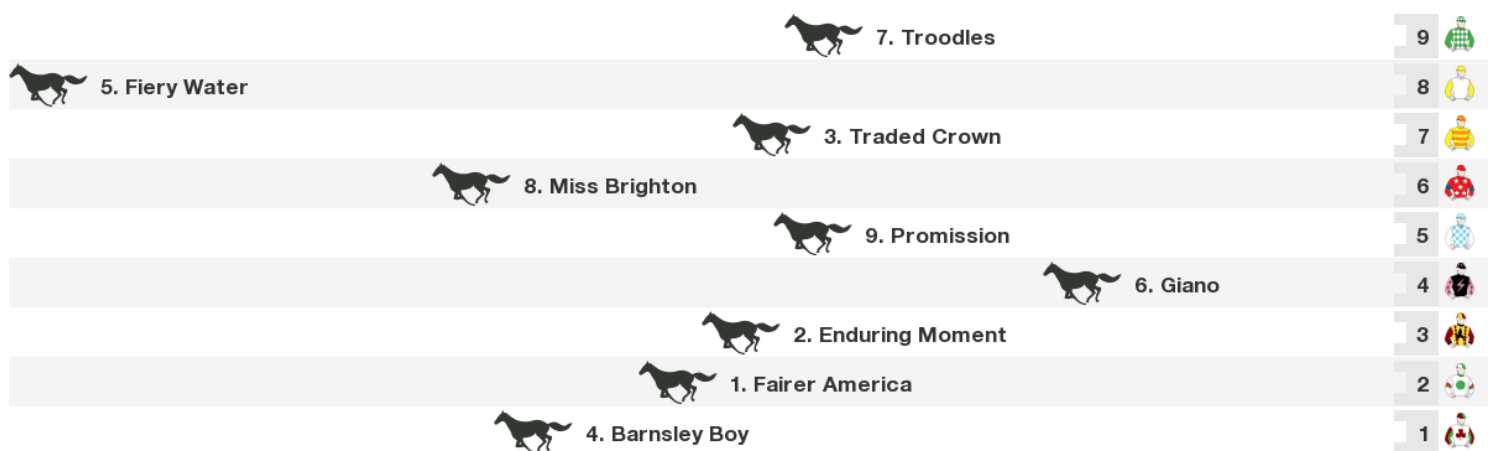 7. Troodles 9
5. Fiery Water 8
3. Traded Crown 7
8. Miss Brighton 6
9. Promission 5
6. Giano 4
2. Enduring Moment 3
1. Fairer America 2
4. Barnsley Boy 1